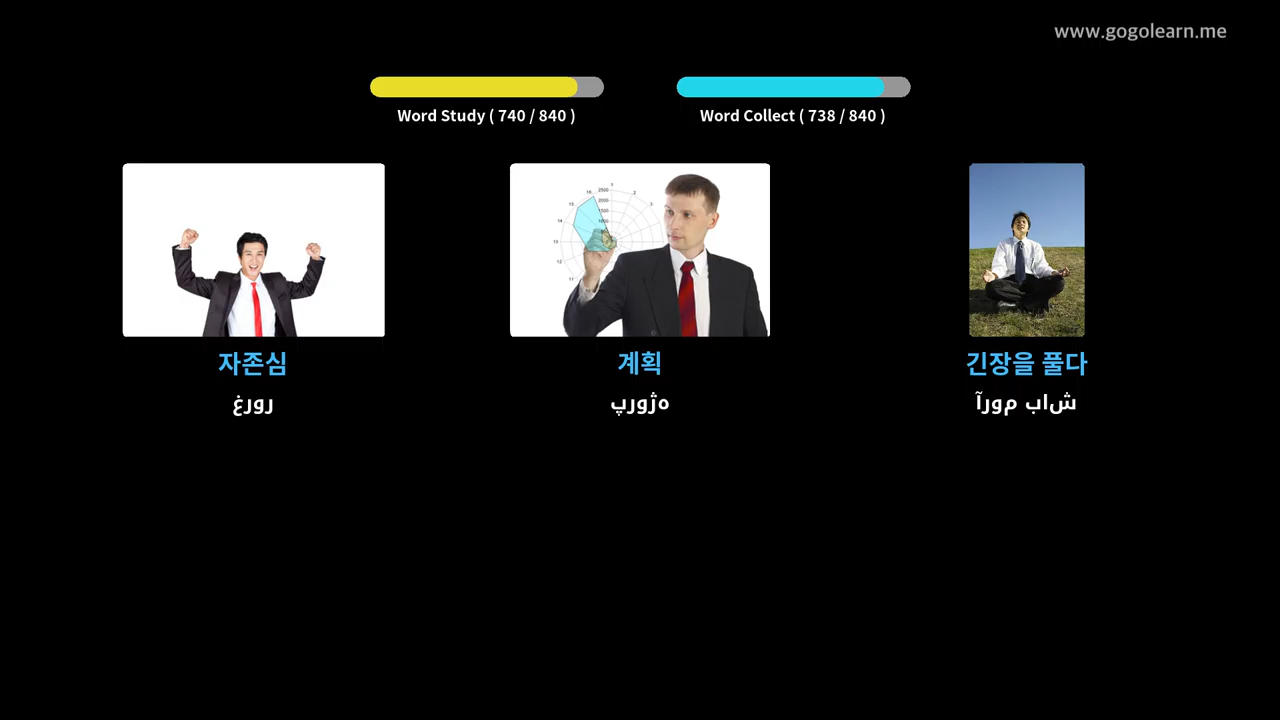 www.gogolearn.me
Word Study ( 740 / 840 )
Word Collect ( 738 / 840 )
자존심
غرور
계획
پروژه
긴장을 풀다
آروم باش